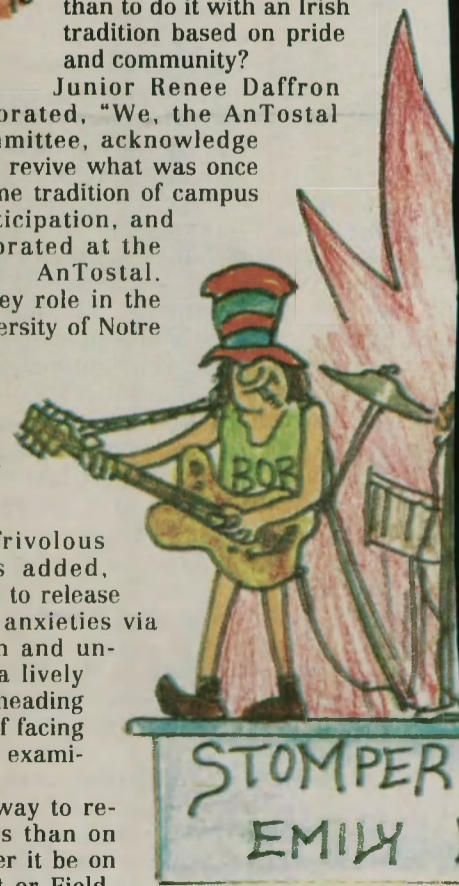 than to do it with an Irish
tradition based on pride
and community?
Junior Renee Daffron
orated, "We, the AnTostal
mittee, acknowledge
revive what was once
me tradition of campus
ticipation, and
orated at the
AnTostal.
ey role in the
ersity of Notre
BOB
frivolous
s added,
to release
anxieties via
n and un-
a lively
heading
f facing
exami-
way to re-
s than on
er it be on
t or Field
STOMPER
EMILY